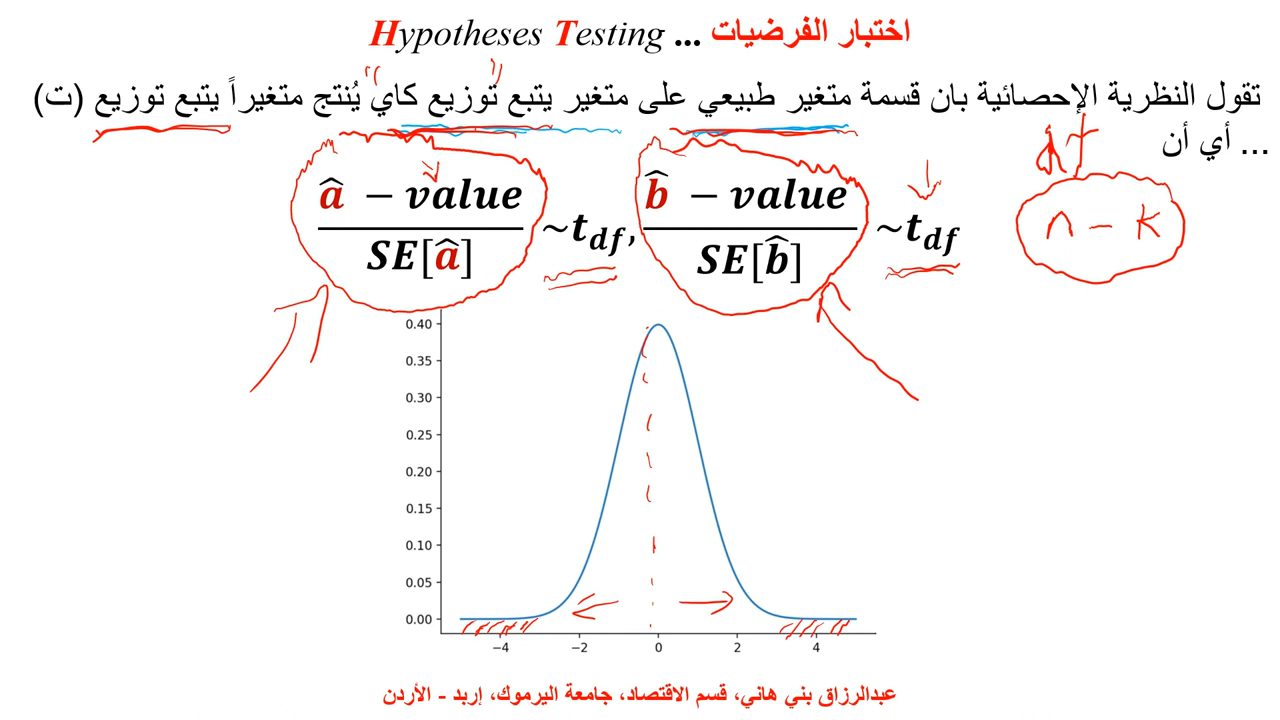 Hypotheses Testing ... اختبار الفرضيات
تقول النظرية الإحصائية بان قسمة متغير طبيعي على متغير يتبع توزيع كاي يُنتج متغيراً يتبع توزيع (ت)
... أي أن
df
n - k
â - value / SE[â] ~t_df, b̂ - value / SE[b̂] ~t_df
0.40
0.35
0.30
0.25
0.20
0.15
0.10
0.05
0.00
−4 −2 0 2 4
عبدالرزاق بني هاني، قسم الاقتصاد، جامعة اليرموك، إربد - الأردن